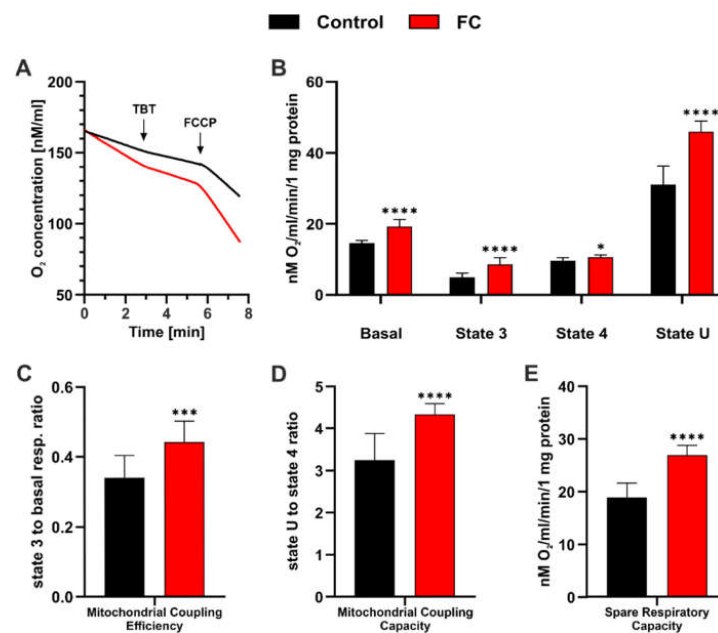 Control FC
A
O₂ concentration [nM/ml]
200
150
100
50
TBT
FCCP
0 2 4 6 8
Time [min]
B
nM O₂/ml/min/1 mg protein
60
40
20
0
****
****
*
****
Basal State 3 State 4 State U
C
state 3 to basal resp. ratio
0.6
0.4
0.2
0.0
***
Mitochondrial Coupling
Efficiency
D
state U to state 4 ratio
5
4
3
2
1
0
****
Mitochondrial Coupling
Capacity
E
nM O₂/ml/min/1 mg protein
40
30
20
10
0
****
Spare Respiratory
Capacity